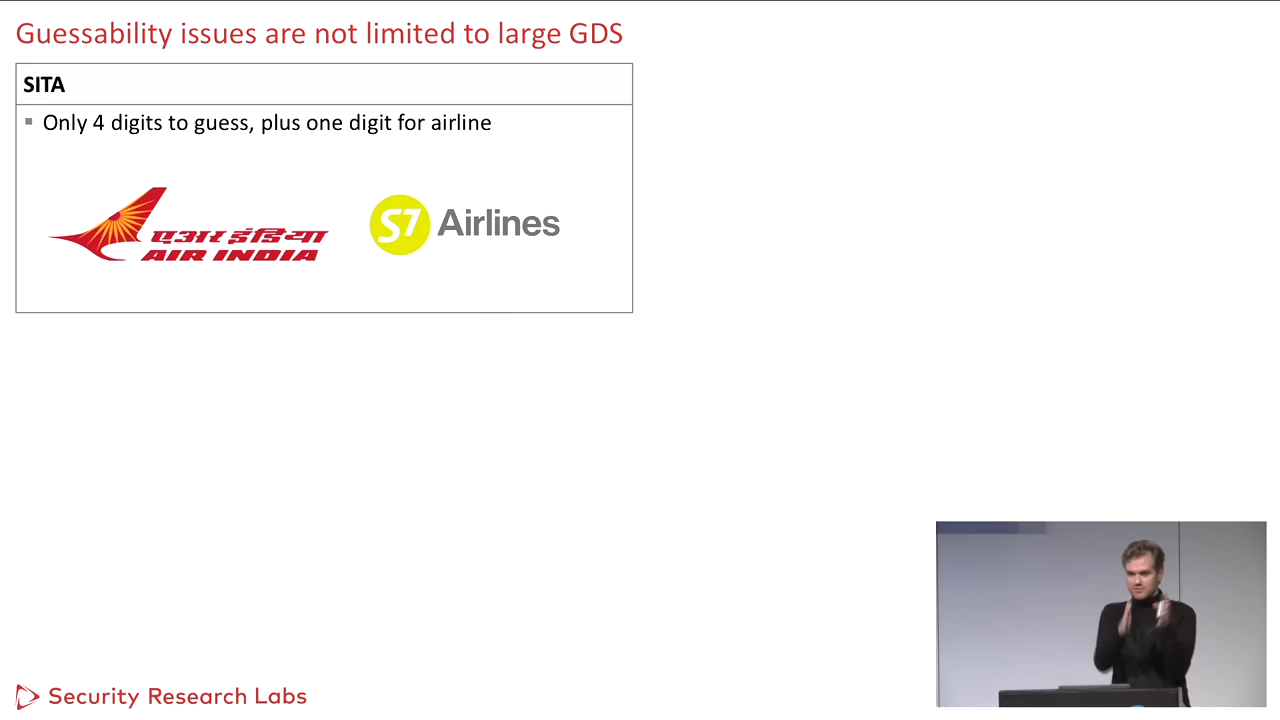 Guessability issues are not limited to large GDS
SITA
▪ Only 4 digits to guess, plus one digit for airline
एअर इंडिया
AIR INDIA
S7 Airlines
Security Research Labs